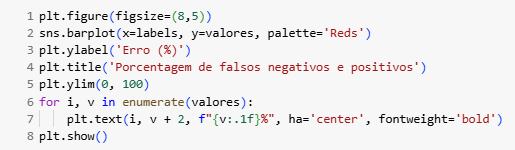 1 plt.figure(figsize=(8,5))
2 sns.barplot(x=labels, y=valores, palette='Reds')
3 plt.ylabel('Erro (%)')
4 plt.title('Porcentagem de falsos negativos e positivos')
5 plt.ylim(0, 100)
6 for i, v in enumerate(valores):
7     plt.text(i, v + 2, f"{v:.1f}%", ha='center', fontweight='bold')
8 plt.show()